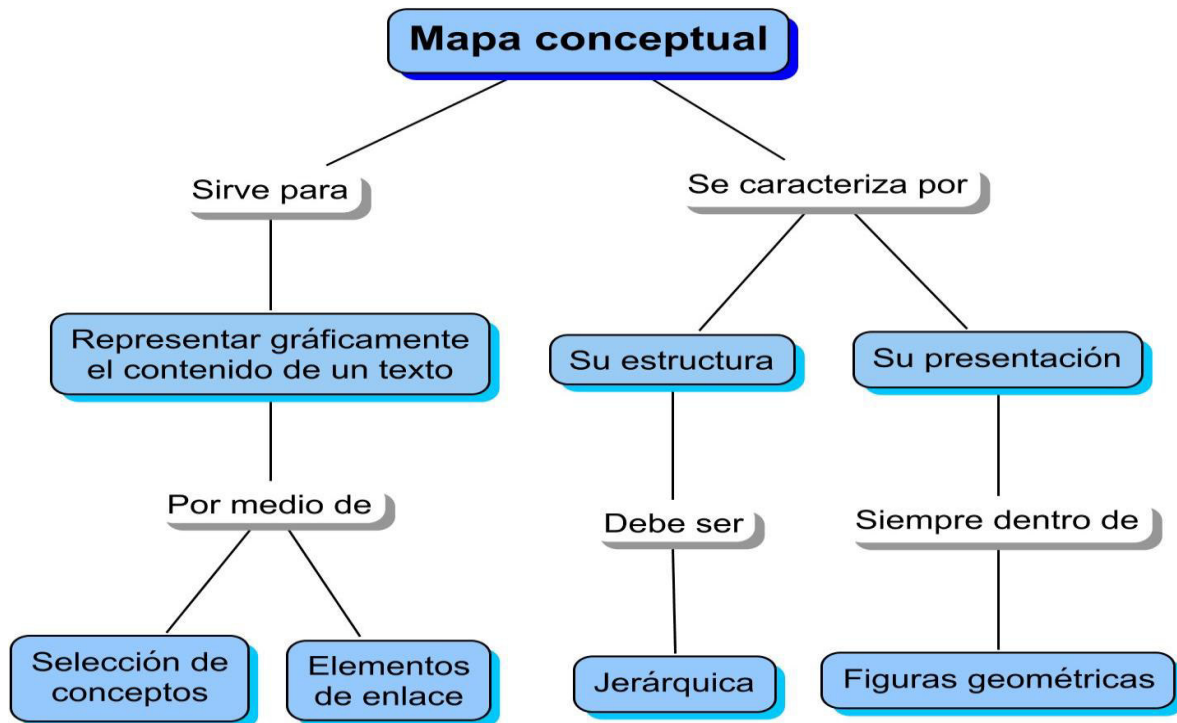 Mapa conceptual
Sirve para
Se caracteriza por
Representar gráficamente
el contenido de un texto
Su estructura
Su presentación
Por medio de
Debe ser
Siempre dentro de
Selección de
conceptos
Elementos
de enlace
Jerárquica
Figuras geométricas